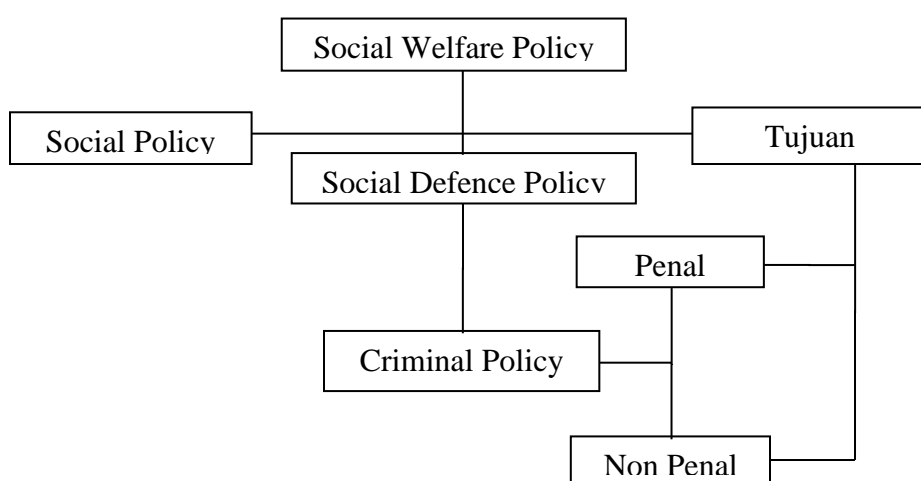 Social Welfare Policy
Social Policy
Tujuan
Social Defence Policy
Penal
Criminal Policy
Non Penal